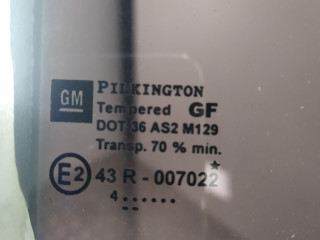 GM PILKINGTON
Tempered GF
DOT 36 AS2 M129
Transp. 70 % min.
E2 43 R - 007022 *
4 ......
--